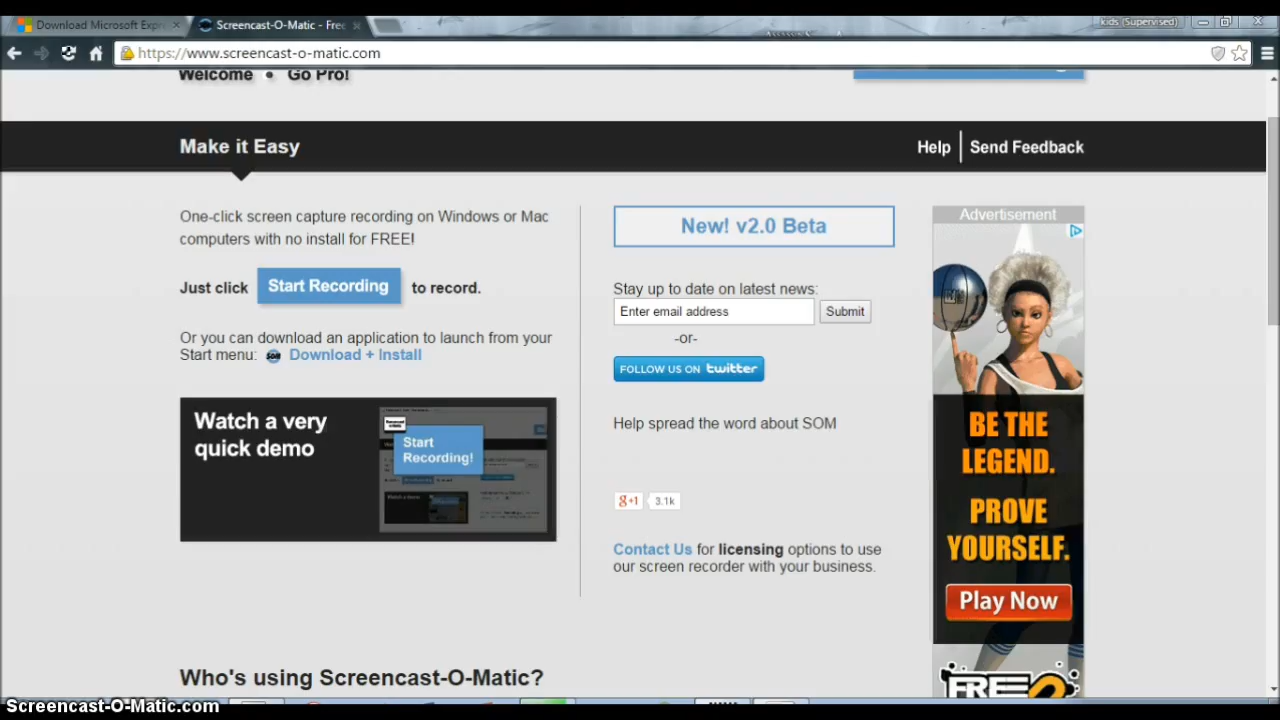 Download Microsoft Expr
Screencast-O-Matic - Free
kids (Supervised)
https://www.screencast-o-matic.com
Welcome • Go Pro!
Make it Easy
Help
Send Feedback
One-click screen capture recording on Windows or Mac
computers with no install for FREE!
Just click Start Recording to record.
Or you can download an application to launch from your
Start menu: Download + Install
Watch a very
quick demo
Start
Recording!
New! v2.0 Beta
Stay up to date on latest news:
Enter email address Submit
-or-
FOLLOW US ON twitter
Help spread the word about SOM
g+1 3.1k
Contact Us for licensing options to use
our screen recorder with your business.
Advertisement
BE THE
LEGEND.
PROVE
YOURSELF.
Play Now
Who's using Screencast-O-Matic?
Screencast-O-Matic.com